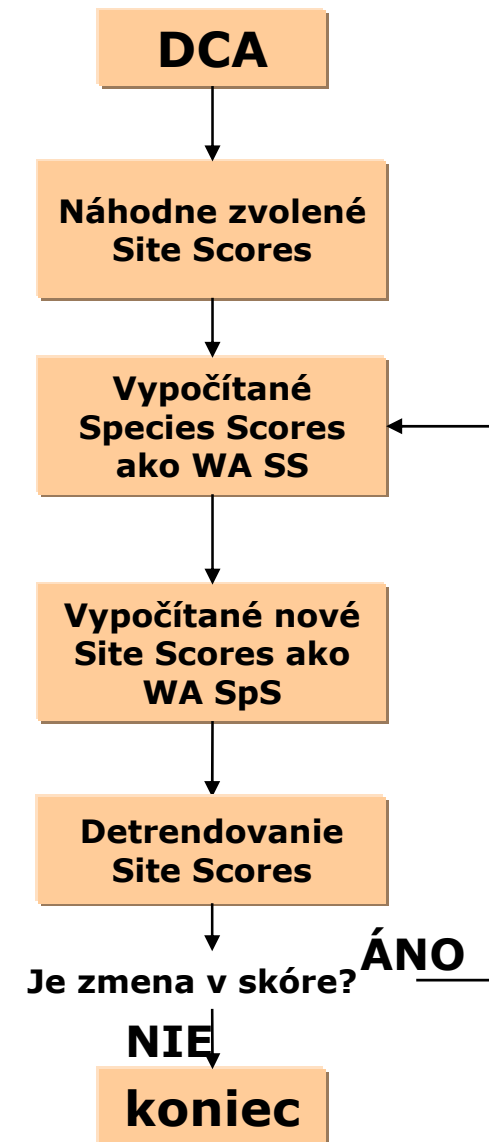 DCA
Náhodne zvolené
Site Scores
Vypočítané
Species Scores
ako WA SS
Vypočítané nové
Site Scores ako
WA SpS
Detrendovanie
Site Scores
Je zmena v skóre?
ÁNO
NIE
koniec